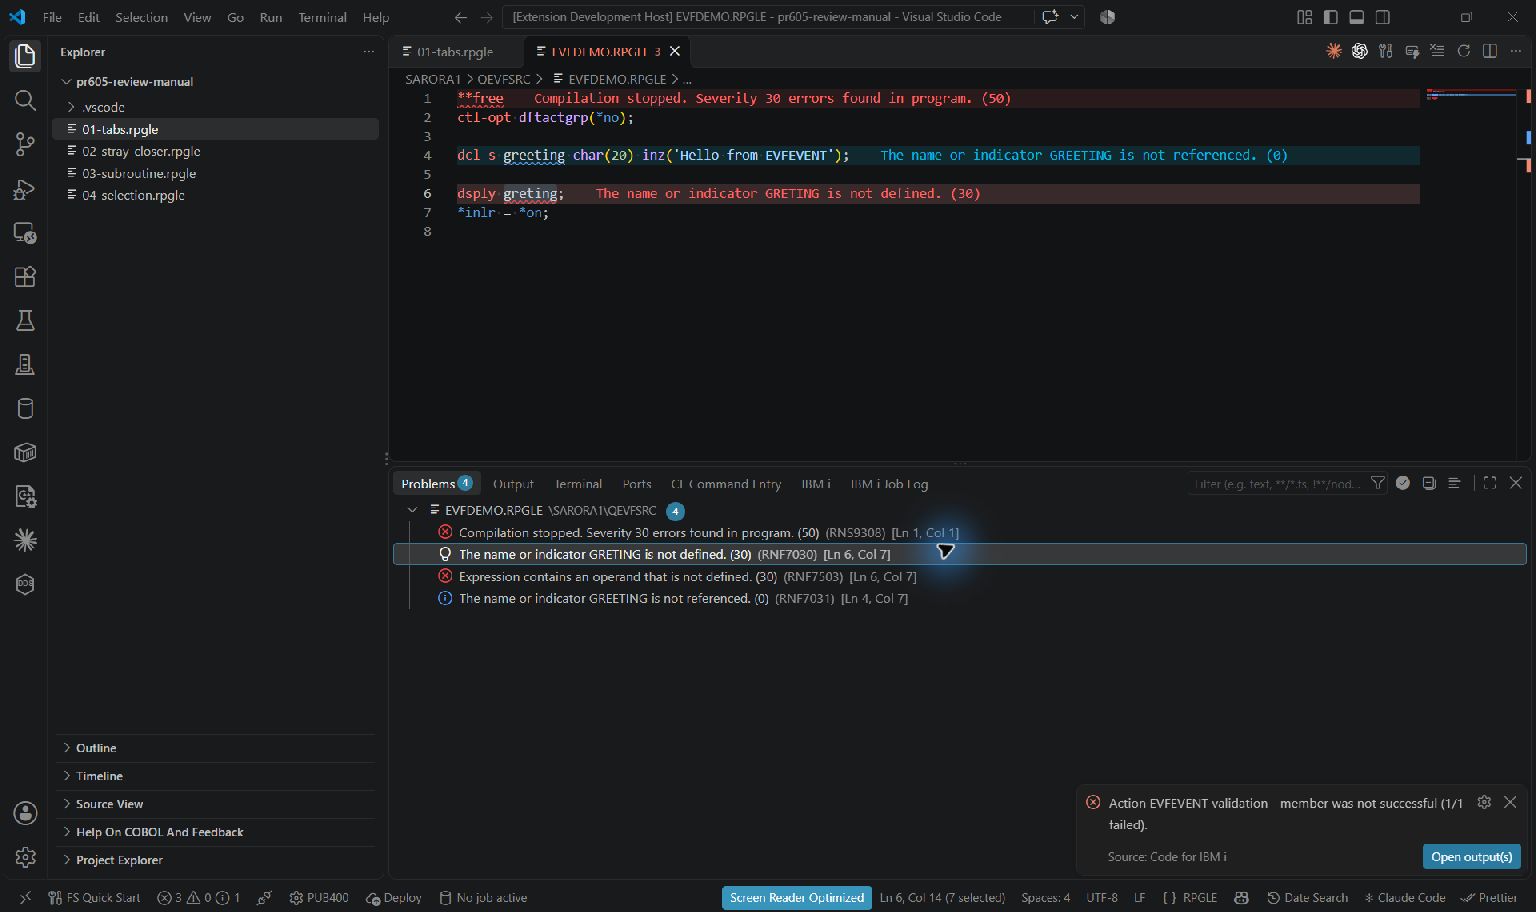 File Edit Selection View Go Run Terminal Help
[Extension Development Host] EVFDEMO.RPGLE - pr605-review-manual - Visual Studio Code
Explorer
pr605-review-manual
.vscode
01-tabs.rpgle
02-stray-closer.rpgle
03-subroutine.rpgle
04-selection.rpgle
Outline
Timeline
Source View
Help On COBOL And Feedback
Project Explorer
01-tabs.rpgle
EVFDEMO.RPGLE 3
SARORA1 > QEVFSRC > EVFDEMO.RPGLE > ...
1 **free Compilation stopped. Severity 30 errors found in program. (50)
2 ctl-opt dftactgrp(*no);
3
4 dcl-s greeting char(20) inz('Hello from EVFEVENT'); The name or indicator GREETING is not referenced. (0)
5
6 dsply greting; The name or indicator GRETING is not defined. (30)
7 *inlr = *on;
8
Problems 4 Output Terminal Ports CL Command Entry IBM i IBM i Job Log
Filter (e.g. text, **/*.ts, !**/nod...
EVFDEMO.RPGLE \SARORA1\QEVFSRC 4
Compilation stopped. Severity 30 errors found in program. (50) (RNS9308) [Ln 1, Col 1]
The name or indicator GRETING is not defined. (30) (RNF7030) [Ln 6, Col 7]
Expression contains an operand that is not defined. (30) (RNF7503) [Ln 6, Col 7]
The name or indicator GREETING is not referenced. (0) (RNF7031) [Ln 4, Col 7]
DDS
Action EVFEVENT validation - member was not successful (1/1
failed).
Source: Code for IBM i
Open output(s)
FS Quick Start 3 0 1 PUB400 Deploy No job active
Screen Reader Optimized Ln 6, Col 14 (7 selected) Spaces: 4 UTF-8 LF { } RPGLE Date Search Claude Code Prettier